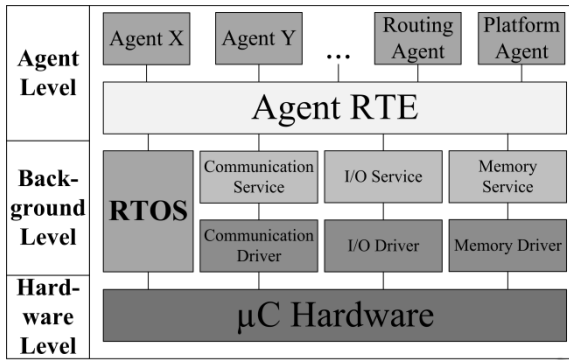 Agent
Level
Agent X
Agent Y
...
Routing
Agent
Platform
Agent
Agent RTE
Back-
ground
Level
RTOS
Communication
Service
I/O Service
Memory
Service
Communication
Driver
I/O Driver
Memory Driver
Hard-
ware
Level
µC Hardware